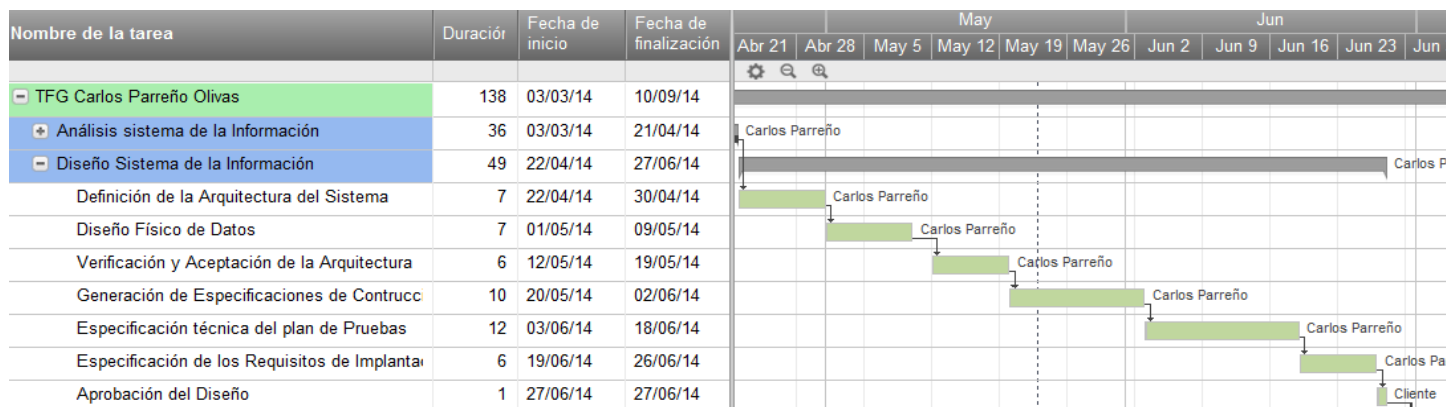 Nombre de la tarea Duración Fecha de inicio Fecha de finalización May Jun
Abr 21 Abr 28 May 5 May 12 May 19 May 26 Jun 2 Jun 9 Jun 16 Jun 23 Jun
TFG Carlos Parreño Olivas 138 03/03/14 10/09/14
Análisis sistema de la Información 36 03/03/14 21/04/14 Carlos Parreño
Diseño Sistema de la Información 49 22/04/14 27/06/14 Carlos P
Definición de la Arquitectura del Sistema 7 22/04/14 30/04/14 Carlos Parreño
Diseño Físico de Datos 7 01/05/14 09/05/14 Carlos Parreño
Verificación y Aceptación de la Arquitectura 6 12/05/14 19/05/14 Carlos Parreño
Generación de Especificaciones de Contrucc 10 20/05/14 02/06/14 Carlos Parreño
Especificación técnica del plan de Pruebas 12 03/06/14 18/06/14 Carlos Parreño
Especificación de los Requisitos de Implanta 6 19/06/14 26/06/14 Carlos Pa
Aprobación del Diseño 1 27/06/14 27/06/14 Cliente